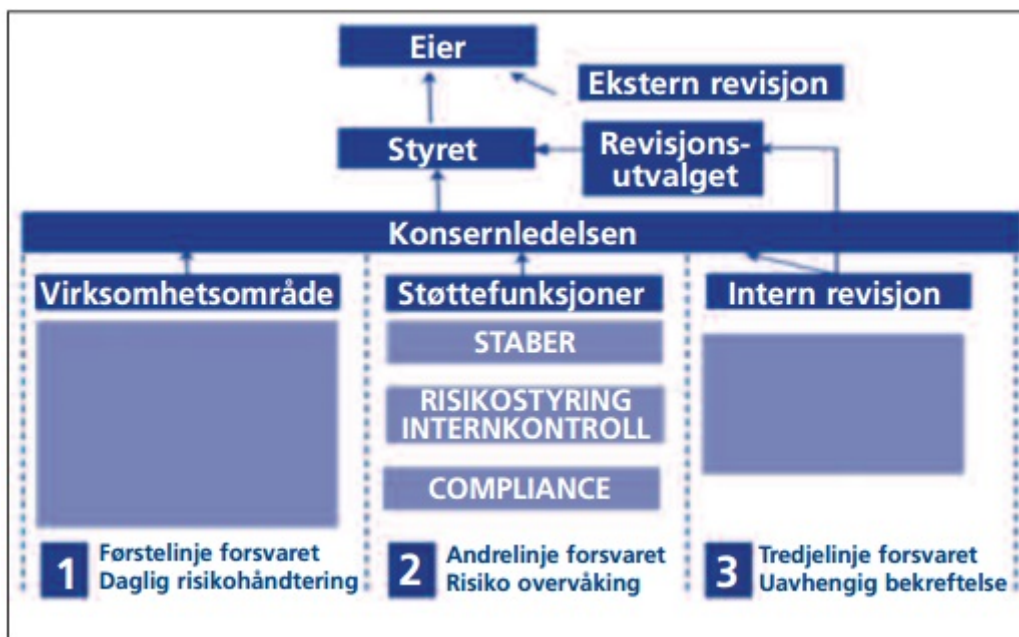 Eier
Ekstern revisjon
Styret
Revisjons-
utvalget
Konsernledelsen
Virksomhetsområde
Støttefunksjoner
Intern revisjon
STABER
RISIKOSTYRING
INTERNKONTROLL
COMPLIANCE
1
Førstelinje forsvaret
Daglig risikohåndtering
2
Andrelinje forsvaret
Risiko overvåking
3
Tredjelinje forsvaret
Uavhengig bekreftelse